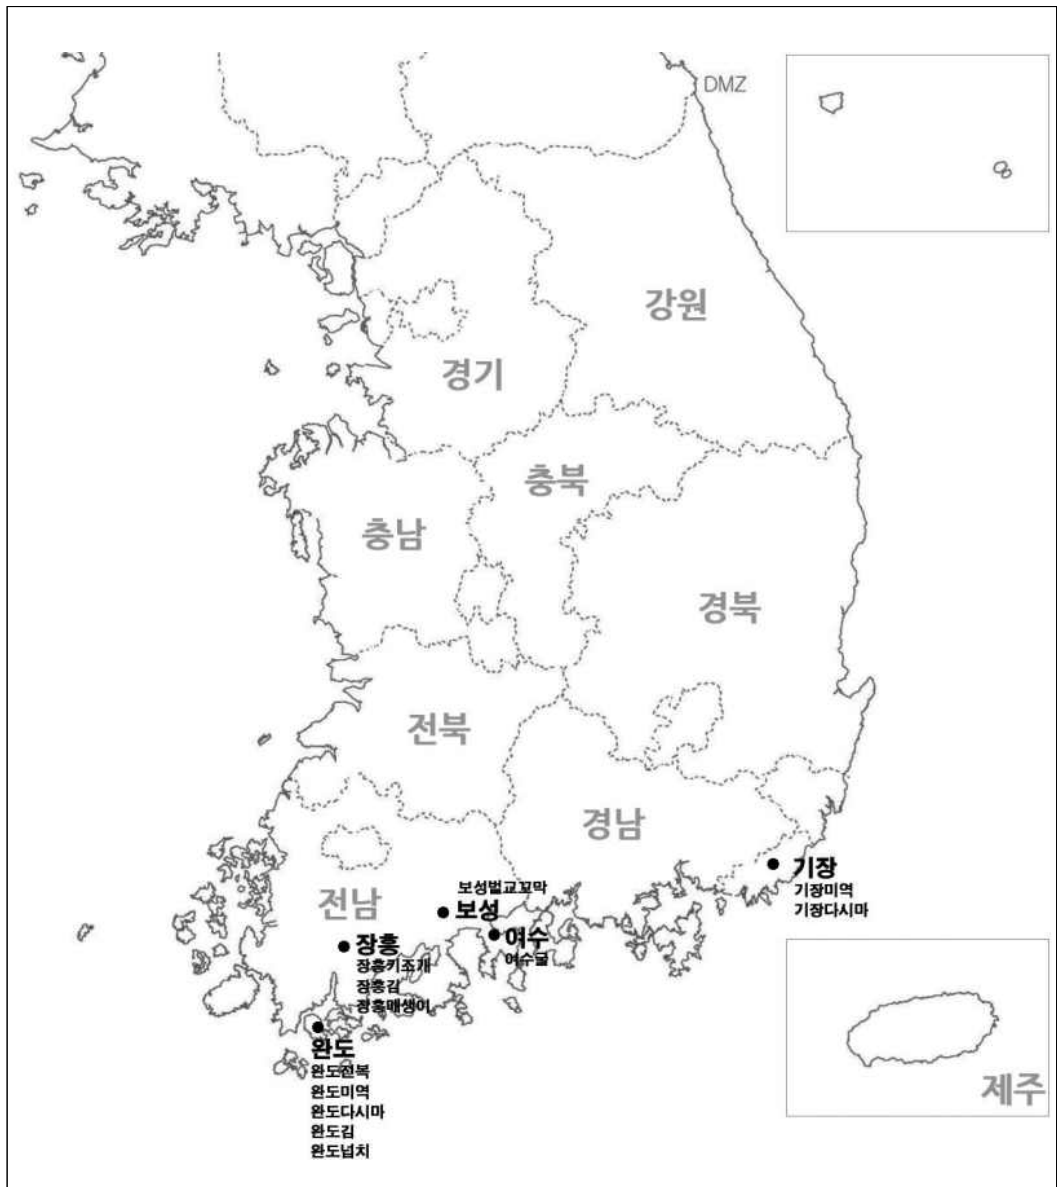 DMZ
강원
경기
충북
충남
경북
전북
경남
기장
기장미역
기장다시마
전남
보성벌교꼬막
보성
여수
여수굴
장흥
장흥키조개
장흥김
장흥매생이
완도
완도전복
완도미역
완도다시마
완도김
완도넙치
제주